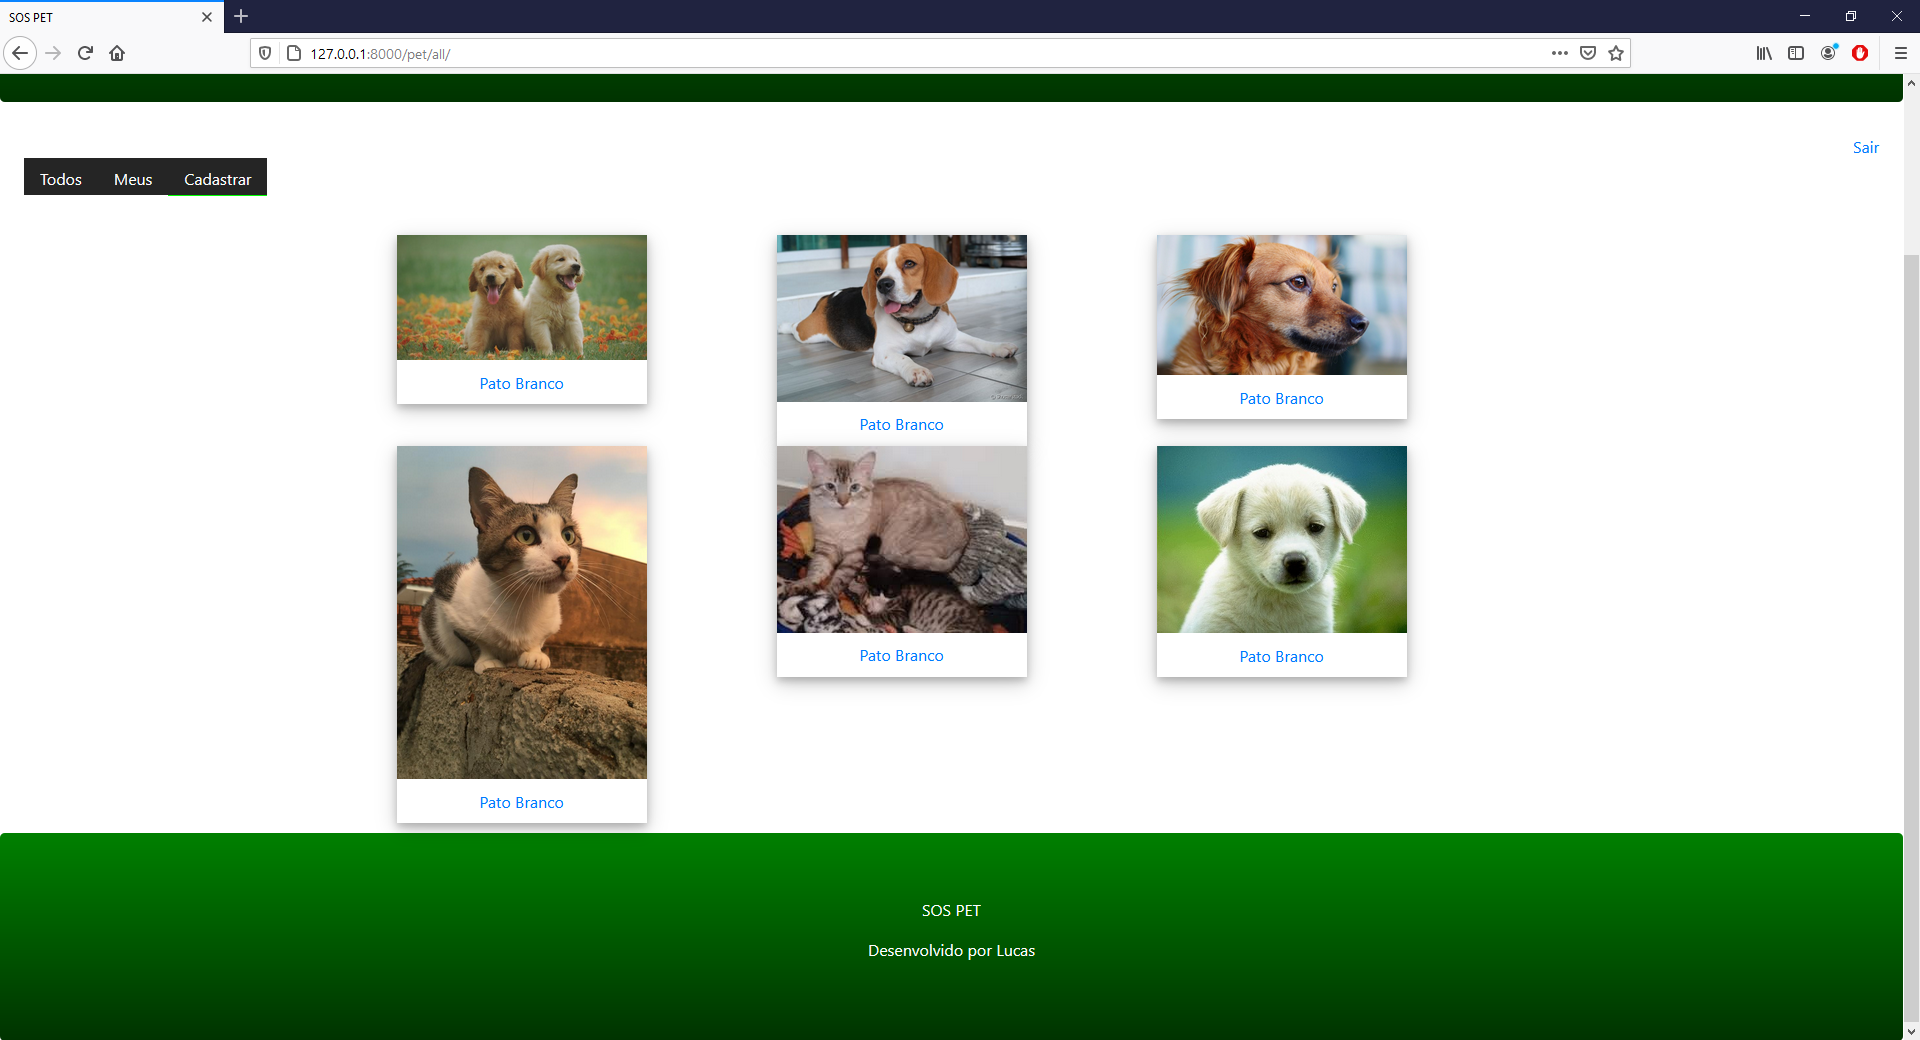 SOS PET
127.0.0.1:8000/pet/all/
Sair
Todos Meus Cadastrar
Pato Branco
Pato Branco
Pato Branco
Pato Branco
Pato Branco
Pato Branco
SOS PET
Desenvolvido por Lucas